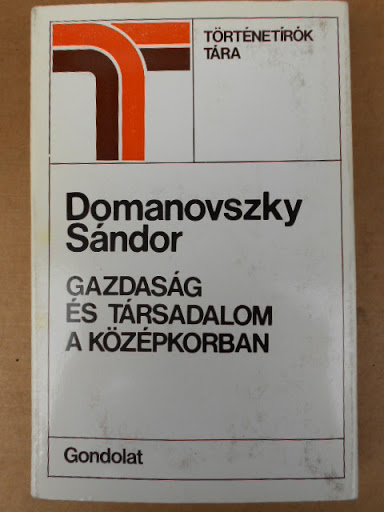 TÖRTÉNETÍRÓK
TÁRA
Domanovszky
Sándor
GAZDASÁG
ÉS TÁRSADALOM
A KÖZÉPKORBAN
Gondolat